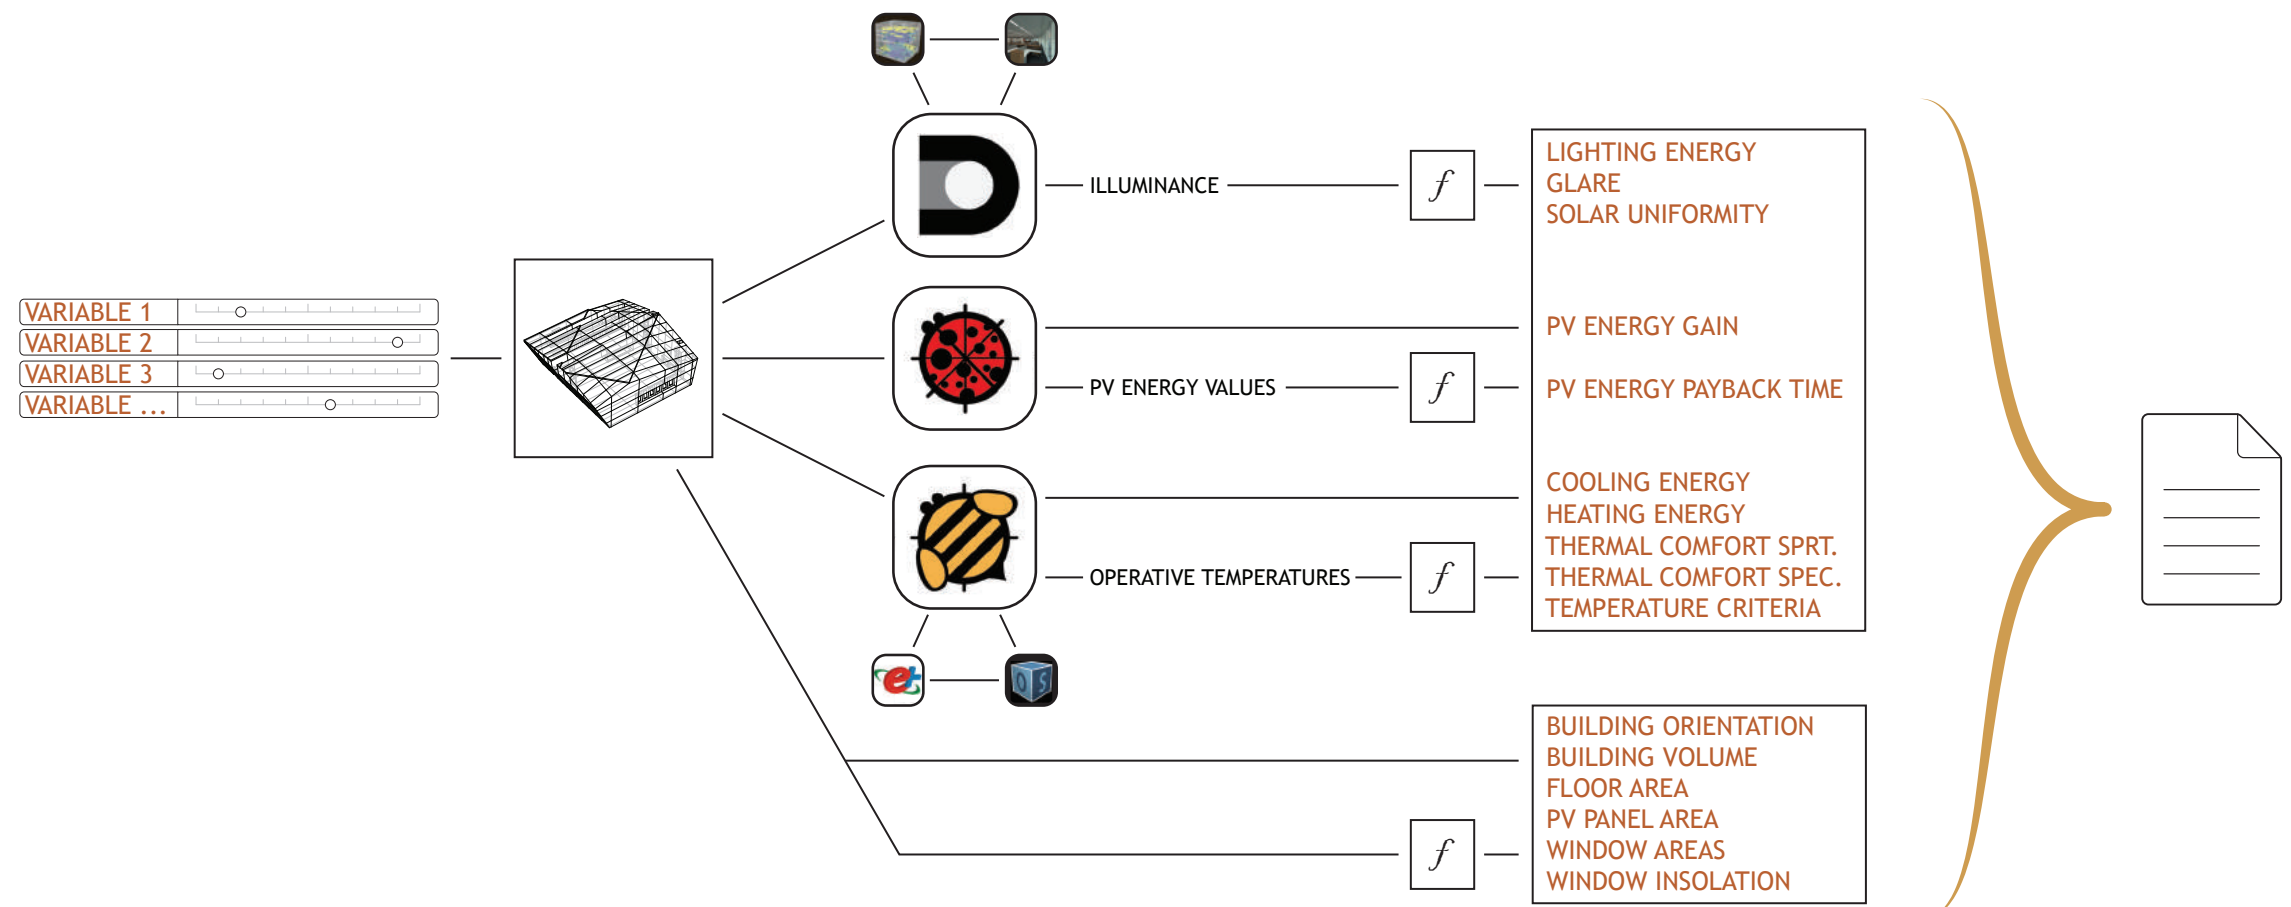 VARIABLE 1
VARIABLE 2
VARIABLE 3
VARIABLE ...
ILLUMINANCE
f
LIGHTING ENERGY
GLARE
SOLAR UNIFORMITY
PV ENERGY GAIN
PV ENERGY VALUES
f
PV ENERGY PAYBACK TIME
COOLING ENERGY
HEATING ENERGY
THERMAL COMFORT SPRT.
OPERATIVE TEMPERATURES
f
THERMAL COMFORT SPEC.
TEMPERATURE CRITERIA
e+
O S
BUILDING ORIENTATION
BUILDING VOLUME
FLOOR AREA
PV PANEL AREA
f
WINDOW AREAS
WINDOW INSOLATION